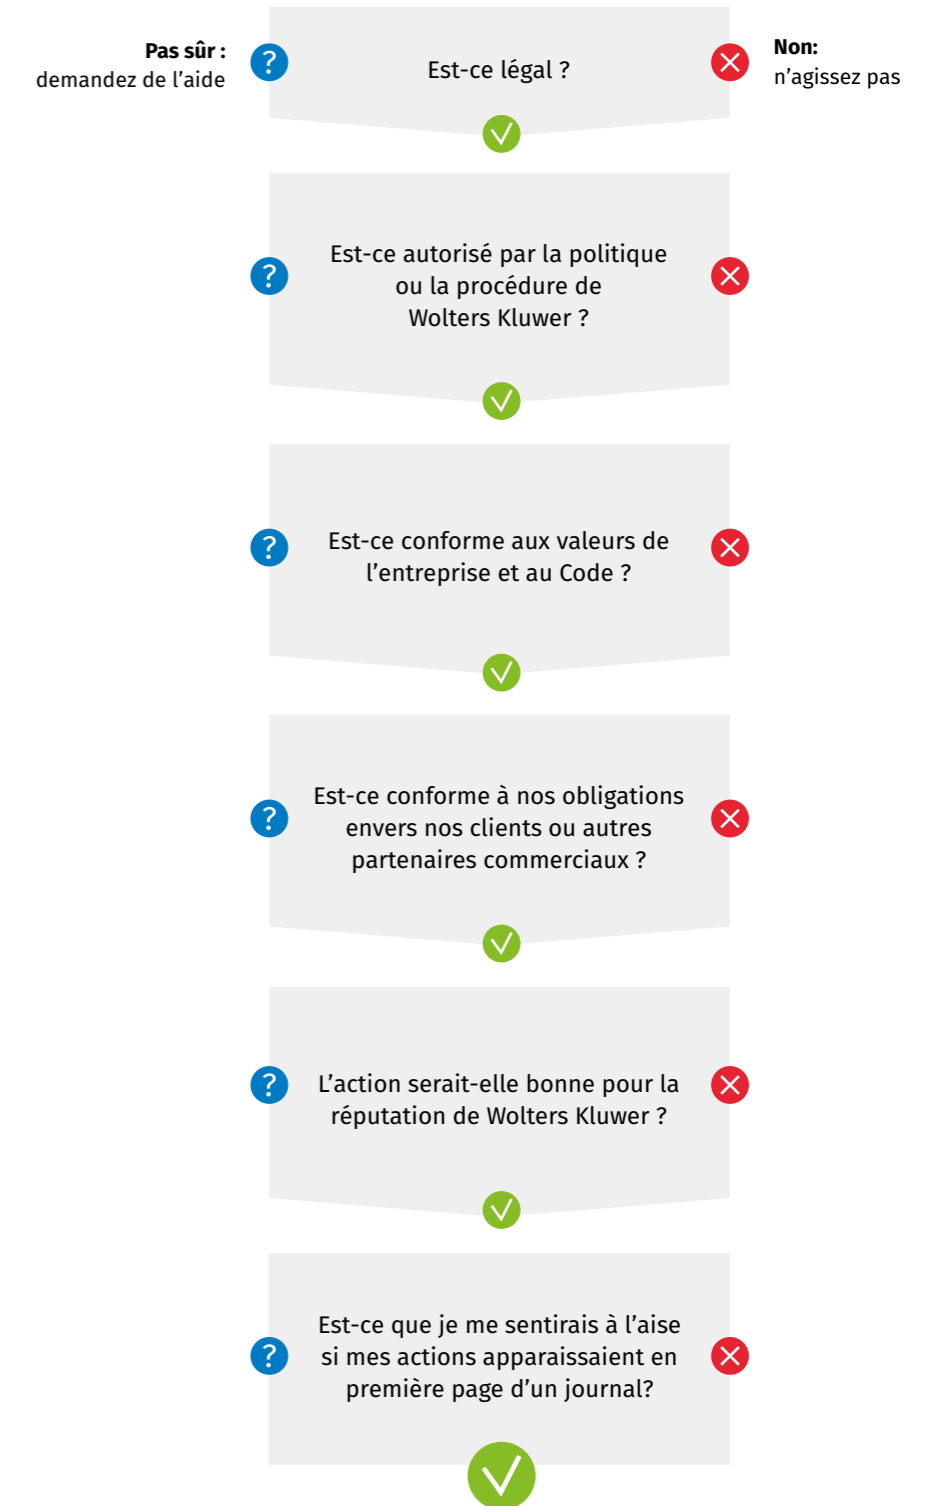 Pas sûr :
demandez de l’aide
?
Est-ce légal ?
Non:
n’agissez pas
?
Est-ce autorisé par la politique
ou la procédure de
Wolters Kluwer ?
?
Est-ce conforme aux valeurs de
l’entreprise et au Code ?
?
Est-ce conforme à nos obligations
envers nos clients ou autres
partenaires commerciaux ?
?
L’action serait-elle bonne pour la
réputation de Wolters Kluwer ?
?
Est-ce que je me sentirais à l’aise
si mes actions apparaissaient en
première page d’un journal?